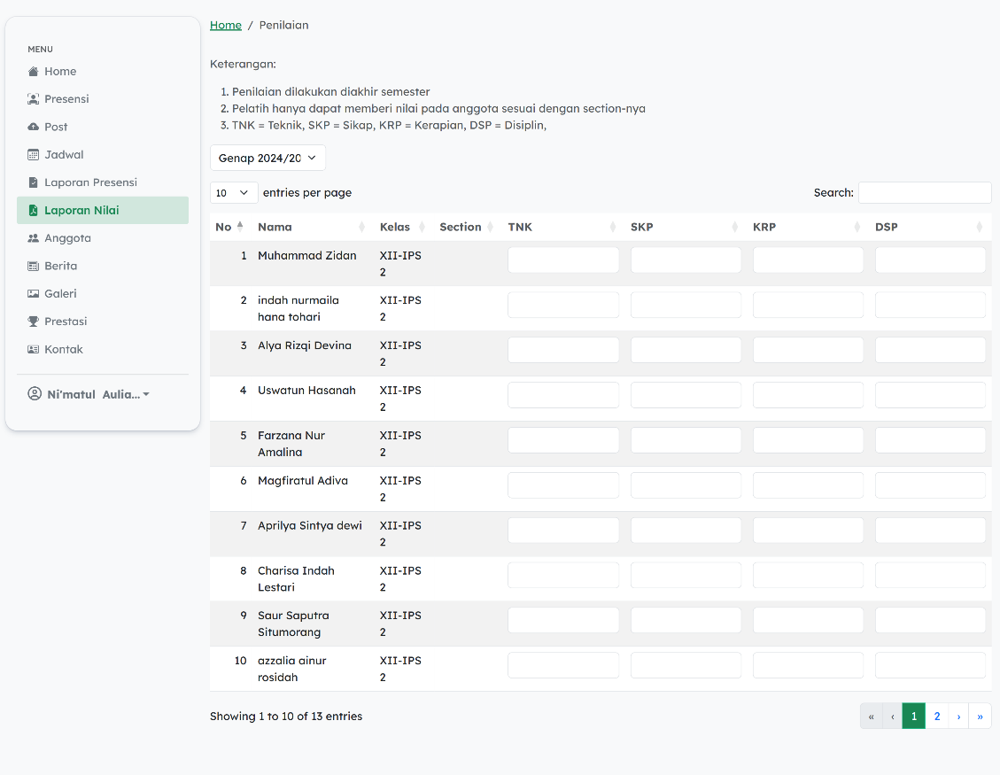 MENU
Home
Presensi
Post
Jadwal
Laporan Presensi
Laporan Nilai
Anggota
Berita
Galeri
Prestasi
Kontak
Ni'matul Aulia...
Home / Penilaian
Keterangan:
1. Penilaian dilakukan diakhir semester
2. Pelatih hanya dapat memberi nilai pada anggota sesuai dengan section-nya
3. TNK = Teknik, SKP = Sikap, KRP = Kerapian, DSP = Disiplin,
Genap 2024/20
10 entries per page
Search:
No Nama Kelas Section TNK SKP KRP DSP
1 Muhammad Zidan XII-IPS
2
2 indah nurmaila XII-IPS
hana tohari 2
3 Alya Rizqi Devina XII-IPS
2
4 Uswatun Hasanah XII-IPS
2
5 Farzana Nur XII-IPS
Amalina 2
6 Magfiratul Adiva XII-IPS
2
7 Aprilya Sintya dewi XII-IPS
2
8 Charisa Indah XII-IPS
Lestari 2
9 Saur Saputra XII-IPS
Situmorang 2
10 azzalia ainur XII-IPS
rosidah 2
Showing 1 to 10 of 13 entries
« ‹ 1 2 › »